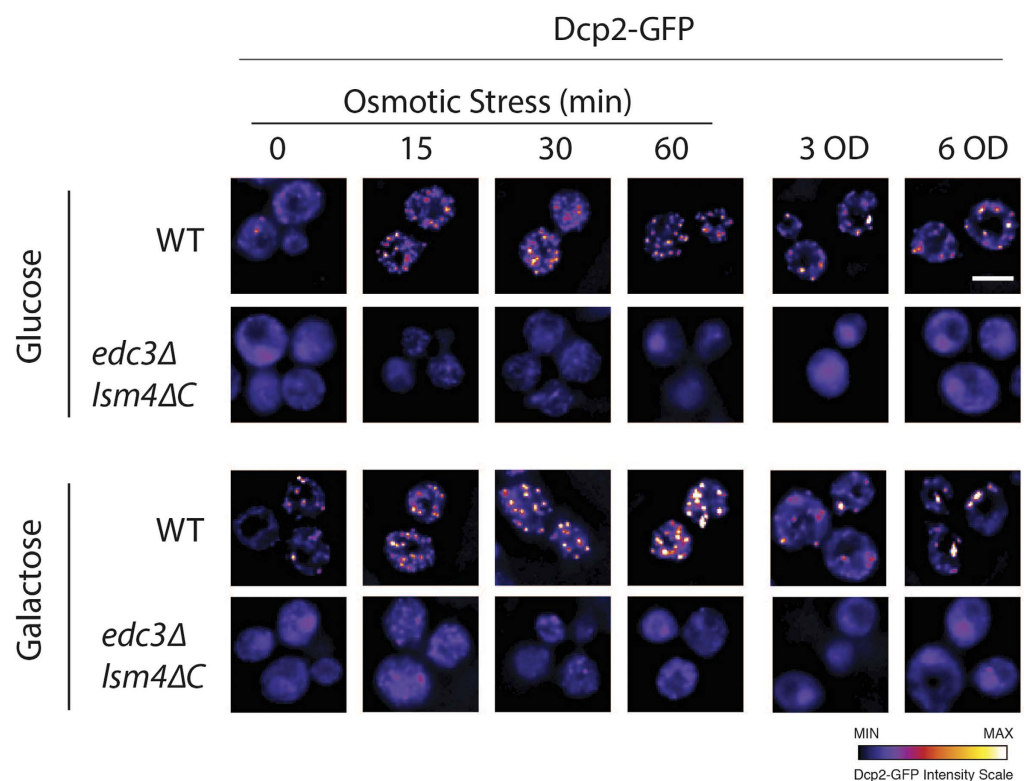 Dcp2-GFP
Osmotic Stress (min)
0 15 30 60 3 OD 6 OD
Glucose
WT
edc3Δ
lsm4ΔC
Galactose
WT
edc3Δ
lsm4ΔC
MIN MAX
Dcp2-GFP Intensity Scale